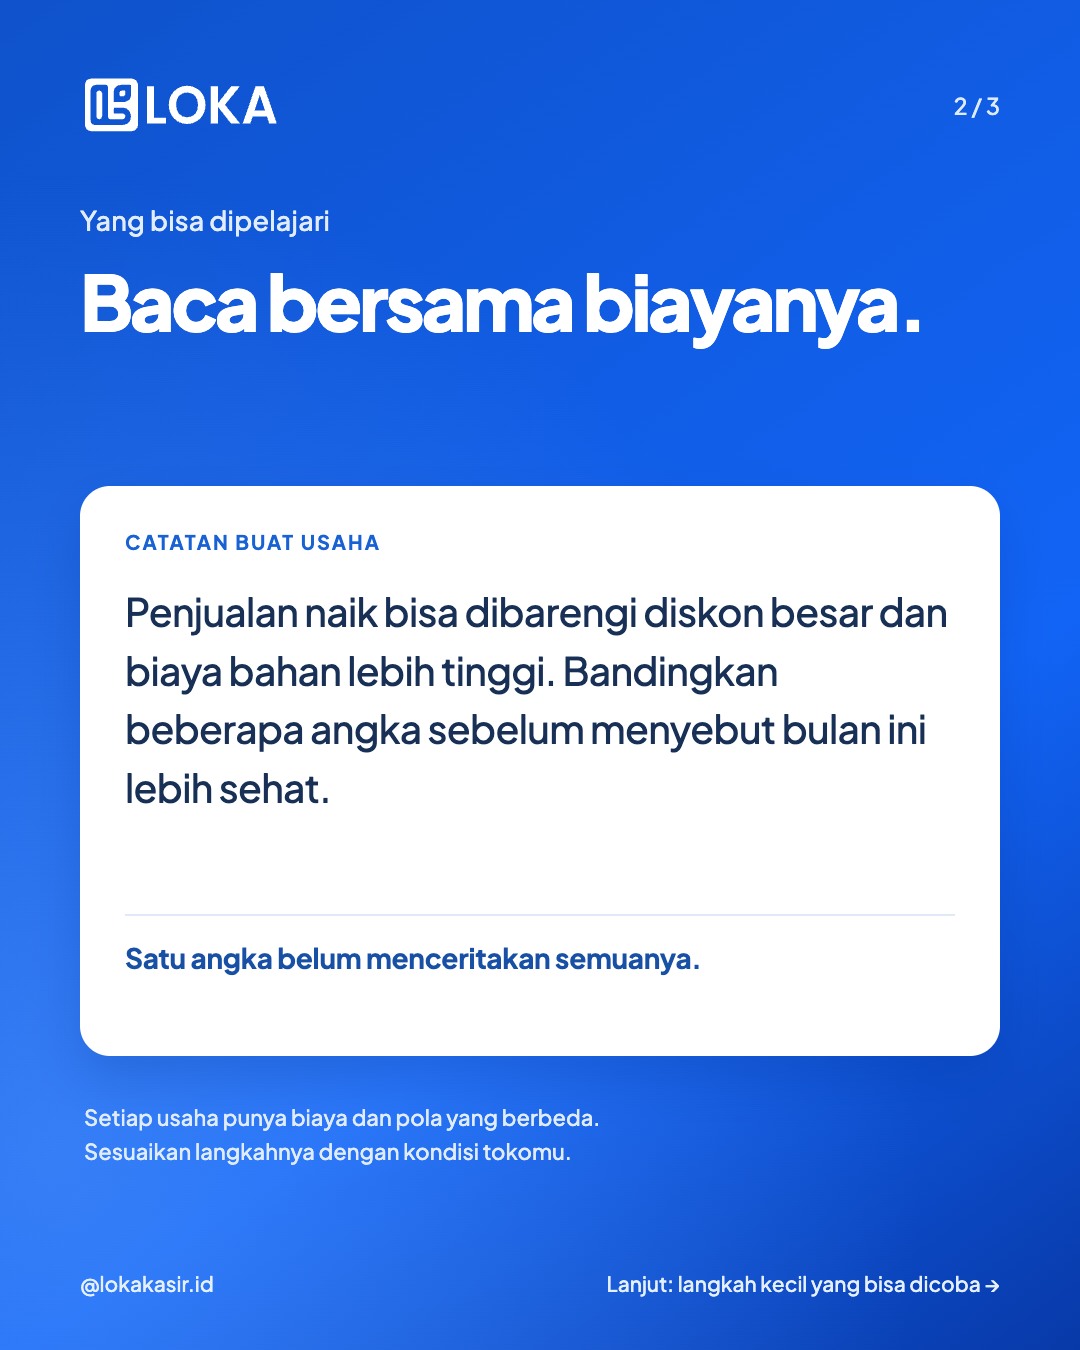 LOKA
2 / 3
Yang bisa dipelajari
Baca bersama biayanya.
CATATAN BUAT USAHA
Penjualan naik bisa dibarengi diskon besar dan
biaya bahan lebih tinggi. Bandingkan
beberapa angka sebelum menyebut bulan ini
lebih sehat.
Satu angka belum menceritakan semuanya.
Setiap usaha punya biaya dan pola yang berbeda.
Sesuaikan langkahnya dengan kondisi tokomu.
@lokakasir.id
Lanjut: langkah kecil yang bisa dicoba →